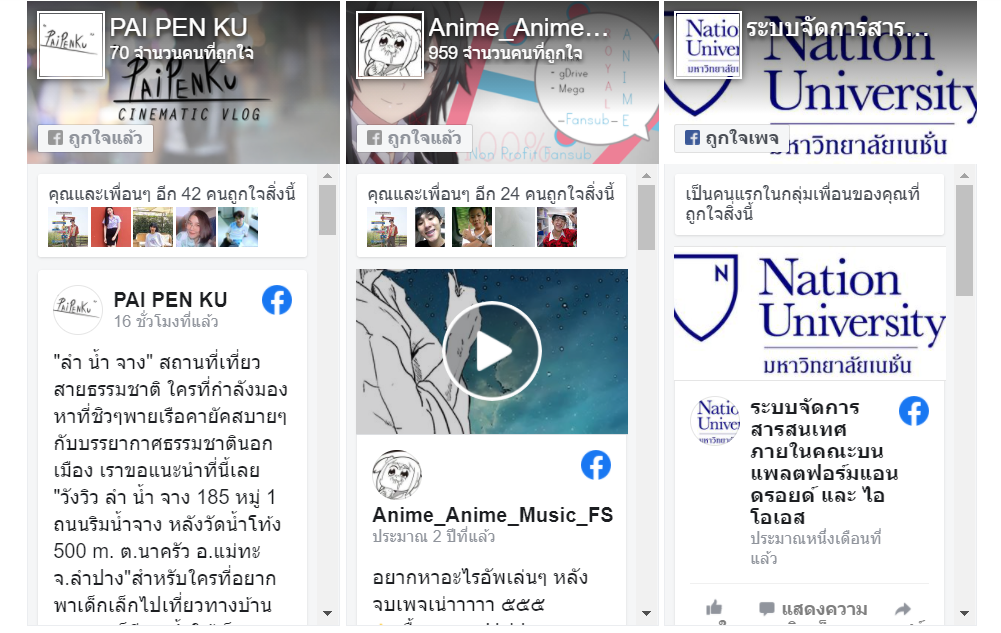 PAI PEN KU
70 จำนวนคนที่ถูกใจ
"PAIPENKU"
PAIPENKU
CINEMATIC VLOG
ถูกใจแล้ว
คุณและเพื่อนๆ อีก 42 คนถูกใจสิ่งนี้
"PAIPENKU"
PAI PEN KU
16 ชั่วโมงที่แล้ว
"ลำ น้ำ จาง" สถานที่เที่ยว
สายธรรมชาติ ใครที่กำลังมอง
หาที่ชิวๆพายเรือคายัคสบายๆ
กับบรรยากาศธรรมชาตินอก
เมือง เราขอแนะนำที่นี้เลย
"วังวิว ลำ น้ำ จาง 185 หมู่ 1
ถนนริมน้ำจาง หลังวัดน้ำโท้ง
500 m. ต.นาครัว อ.แม่ทะ
จ.ลำปาง"สำหรับใครที่อยาก
พาเด็กเล็กไปเที่ยวทางบ้าน
Anime_Anime...
959 จำนวนคนที่ถูกใจ
- gDrive
- Mega
-Fansub-
ANIME
LOYAL
100%
Non Profit Fansub
ถูกใจแล้ว
คุณและเพื่อนๆ อีก 24 คนถูกใจสิ่งนี้
Anime_Anime_Music_FS
ประมาณ 2 ปีที่แล้ว
อยากหาอะไรอัพเล่นๆ หลัง
จบเพจเน่าาาาา ๕๕๕
ระบบจัดการสาร...
Nation
University
มหาวิทยาลัยเนชั่น
ถูกใจเพจ
เป็นคนแรกในกลุ่มเพื่อนของคุณที่
ถูกใจสิ่งนี้
N
Nation
University
มหาวิทยาลัยเนชั่น
ระบบจัดการ
สารสนเทศ
ภายในคณะบน
แพลตฟอร์มแอน
ดรอยด์ และ ไอ
โอเอส
ประมาณหนึ่งเดือนที่
แล้ว
แสดงความ